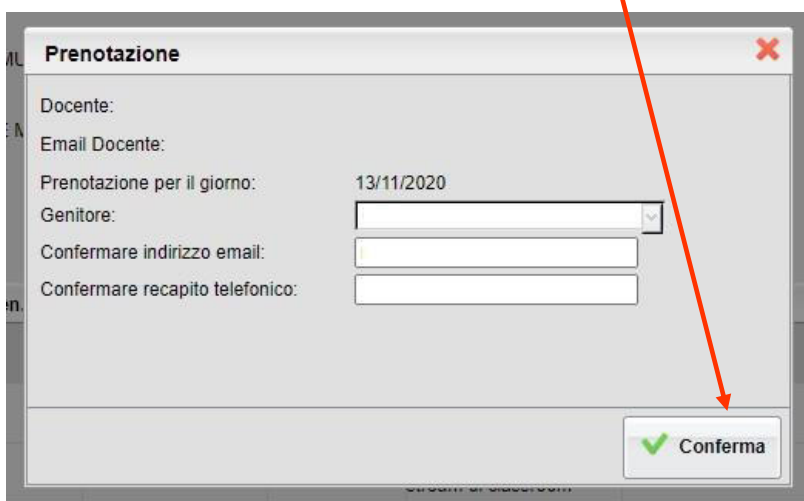 Prenotazione
Docente:
Email Docente:
Prenotazione per il giorno: 13/11/2020
Genitore:
Confermare indirizzo email:
Confermare recapito telefonico:
Conferma